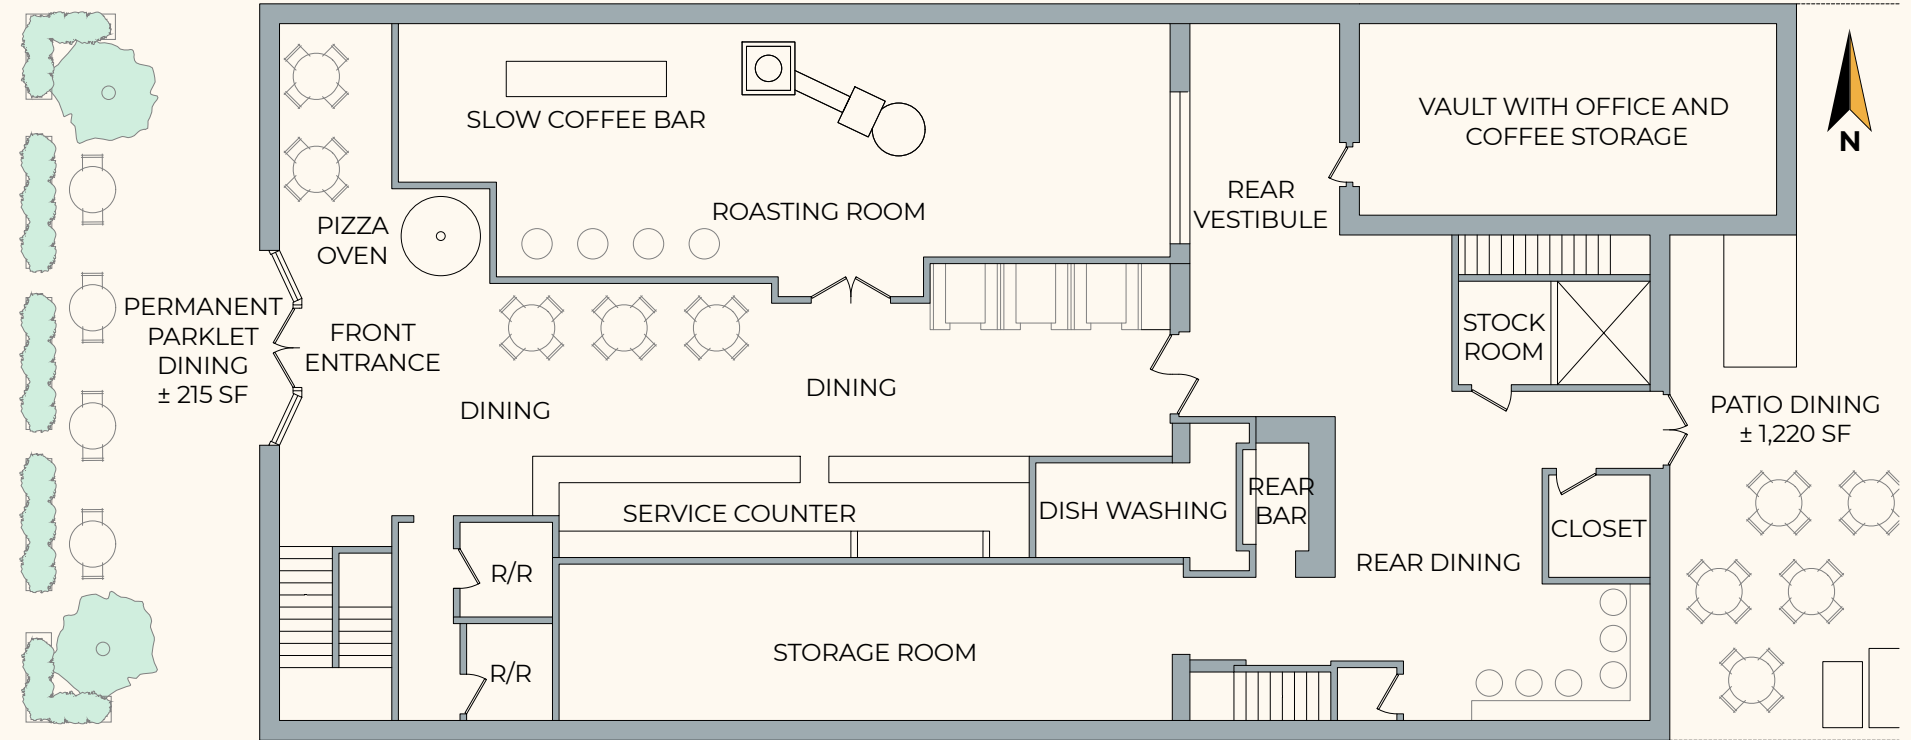 SLOW COFFEE BAR
VAULT WITH OFFICE AND
COFFEE STORAGE
N
PIZZA
OVEN
ROASTING ROOM
REAR
VESTIBULE
PERMANENT
PARKLET
DINING
± 215 SF
FRONT
ENTRANCE
STOCK
ROOM
DINING
DINING
PATIO DINING
± 1,220 SF
SERVICE COUNTER
DISH WASHING
REAR
BAR
CLOSET
R/R
REAR DINING
STORAGE ROOM
R/R